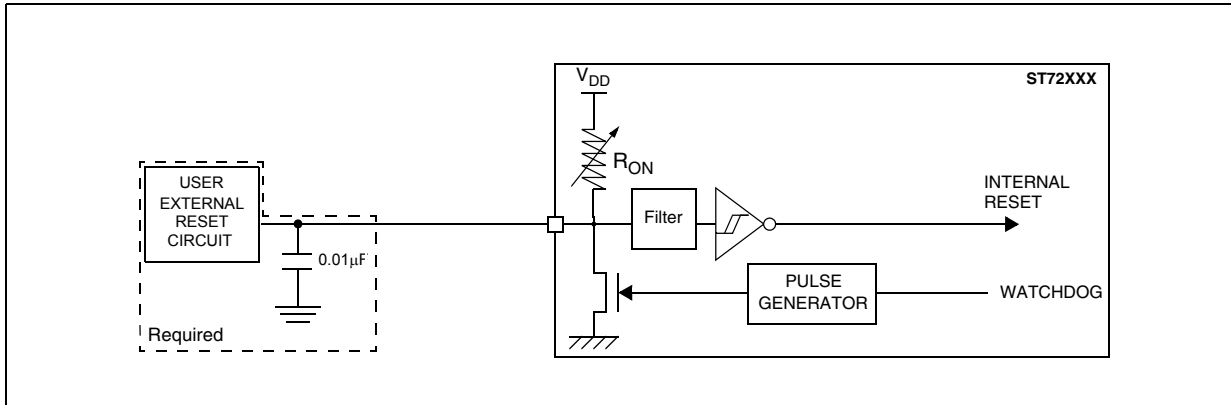 V_DD
ST72XXX
R_ON
USER
EXTERNAL
RESET
CIRCUIT
0.01µF
Required
Filter
INTERNAL
RESET
PULSE
GENERATOR
WATCHDOG